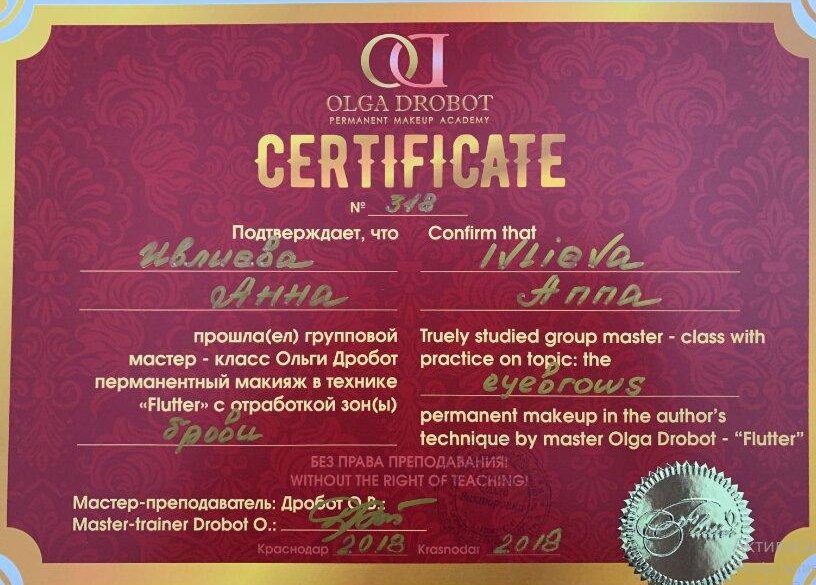 OD
OLGA DROBOT
PERMANENT MAKEUP ACADEMY
CERTIFICATE
№ 318
Подтверждает, что
Ивлиева
Анна
прошла(ел) групповой
мастер - класс Ольги Дробот
перманентный макияж в технике
«Flutter» с отработкой зон(ы)
брови
Confirm that
Ivlieva
Anna
Truely studied group master - class with
practice on topic: the
eyebrows
permanent makeup in the author's
technique by master Olga Drobot - "Flutter"
БЕЗ ПРАВА ПРЕПОДАВАНИЯ!
WITHOUT THE RIGHT OF TEACHING!
Мастер-преподаватель: Дробот О.В.:
Master-trainer Drobot O.:
Краснодар 2018 Krasnodar 2018